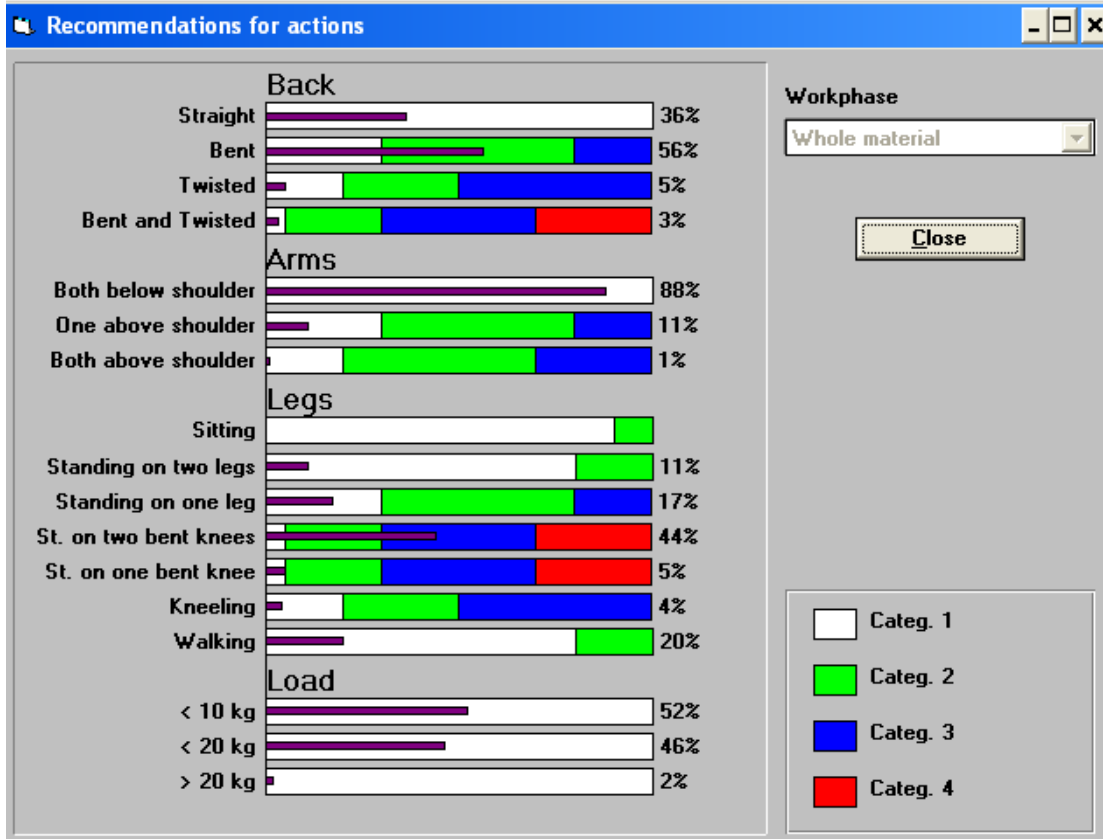 Recommendations for actions
Back
Straight 36%
Bent 56%
Twisted 5%
Bent and Twisted 3%
Arms
Both below shoulder 88%
One above shoulder 11%
Both above shoulder 1%
Legs
Sitting
Standing on two legs 11%
Standing on one leg 17%
St. on two bent knees 44%
St. on one bent knee 5%
Kneeling 4%
Walking 20%
Load
< 10 kg 52%
< 20 kg 46%
> 20 kg 2%
Workphase
Whole material
Close
Categ. 1
Categ. 2
Categ. 3
Categ. 4